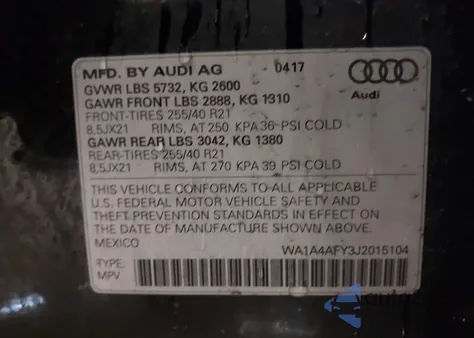 MFD. BY AUDI AG 0417
GVWR LBS 5732, KG 2600
GAWR FRONT LBS 2888, KG 1310
FRONT-TIRES 255/40 R21
8,5JX21 RIMS, AT 250 KPA 36 PSI COLD
GAWR REAR LBS 3042, KG 1380
REAR-TIRES 255/40 R21
8,5JX21 RIMS, AT 270 KPA 39 PSI COLD
Audi
THIS VEHICLE CONFORMS TO ALL APPLICABLE
U.S. FEDERAL MOTOR VEHICLE SAFETY AND
THEFT PREVENTION STANDARDS IN EFFECT ON
THE DATE OF MANUFACTURE SHOWN ABOVE.
MEXICO WA1A4AFY3J2015104
TYPE:
MPV